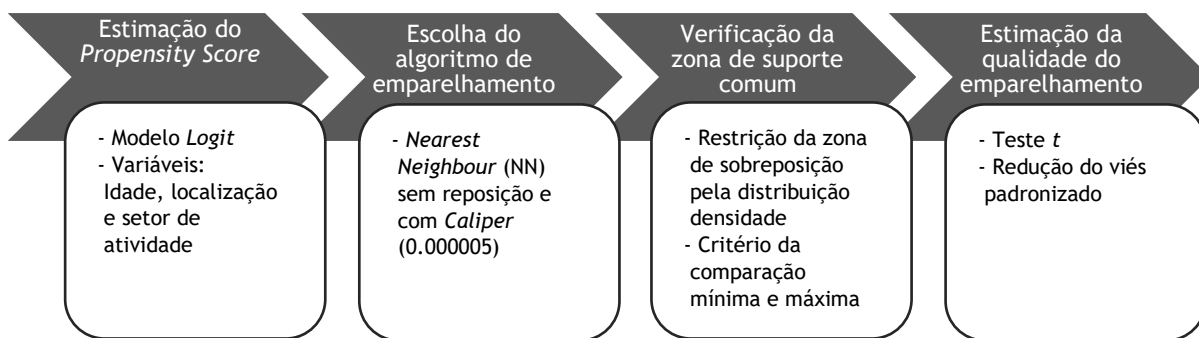 Estimação do
Propensity Score
- Modelo Logit
- Variáveis:
Idade, localização
e setor de
atividade
Escolha do
algoritmo de
emparelhamento
- Nearest
Neighbour (NN)
sem reposição e
com Caliper
(0.000005)
Verificação da
zona de suporte
comum
- Restrição da zona
de sobreposição
pela distribuição
densidade
- Critério da
comparação
mínima e máxima
Estimação da
qualidade do
emparelhamento
- Teste t
- Redução do viés
padronizado